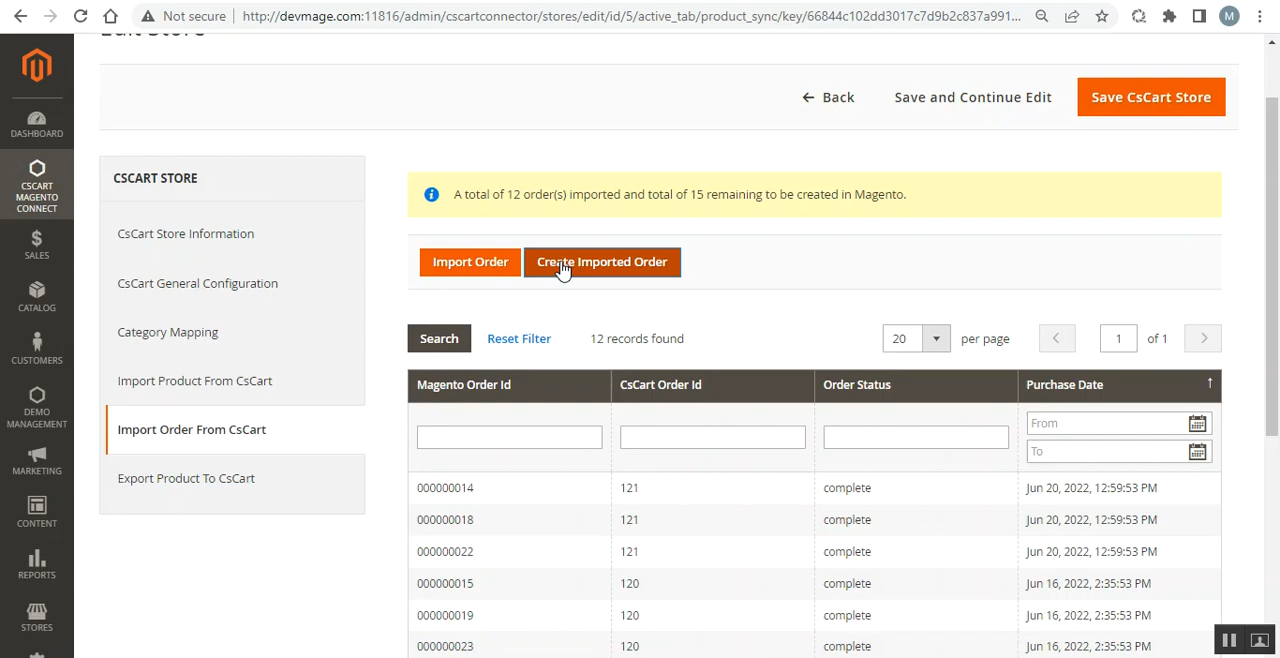 Not secure
http://devmage.com:11816/admin/cscartconnector/stores/edit/id/5/active_tab/product_sync/key/66844c102dd3017c7d9b2c837a991...
M
Edit Store
← Back
Save and Continue Edit
Save CsCart Store
DASHBOARD
CSCART
MAGENTO
CONNECT
SALES
CATALOG
CUSTOMERS
DEMO
MANAGEMENT
MARKETING
CONTENT
REPORTS
STORES
CSCART STORE
CsCart Store Information
CsCart General Configuration
Category Mapping
Import Product From CsCart
Import Order From CsCart
Export Product To CsCart
A total of 12 order(s) imported and total of 15 remaining to be created in Magento.
Import Order
Create Imported Order
Search
Reset Filter
12 records found
20
per page
1
of 1
Magento Order Id CsCart Order Id Order Status Purchase Date ↑
From
To
000000014 121 complete Jun 20, 2022, 12:59:53 PM
000000018 121 complete Jun 20, 2022, 12:59:53 PM
000000022 121 complete Jun 20, 2022, 12:59:53 PM
000000015 120 complete Jun 16, 2022, 2:35:53 PM
000000019 120 complete Jun 16, 2022, 2:35:53 PM
000000023 120 complete Jun 16, 2022, 2:35:53 PM